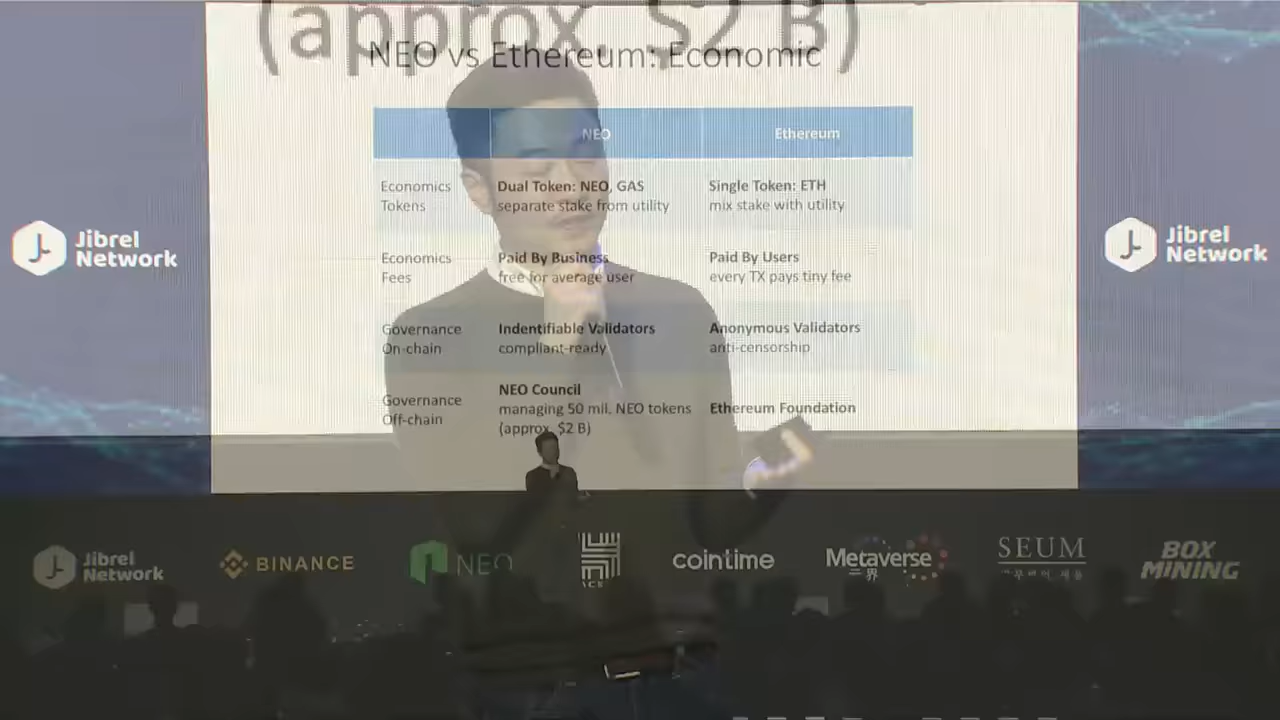 (approx. $2 B)
NEO vs Ethereum: Economic
NEO
Ethereum
Economics
Tokens
Dual Token: NEO, GAS
separate stake from utility
Single Token: ETH
mix stake with utility
Economics
Fees
Paid By Business
free for average user
Paid By Users
every TX pays tiny fee
Governance
On-chain
Indentifiable Validators
compliant-ready
Anonymous Validators
anti-censorship
Governance
Off-chain
NEO Council
managing 50 mil. NEO tokens
(approx. $2 B)
Ethereum Foundation
Jibrel
Network
Jibrel
Network
Jibrel
Network
BINANCE
NEO
cointime
Metaverse
三界
SEUM
BOX
MINING